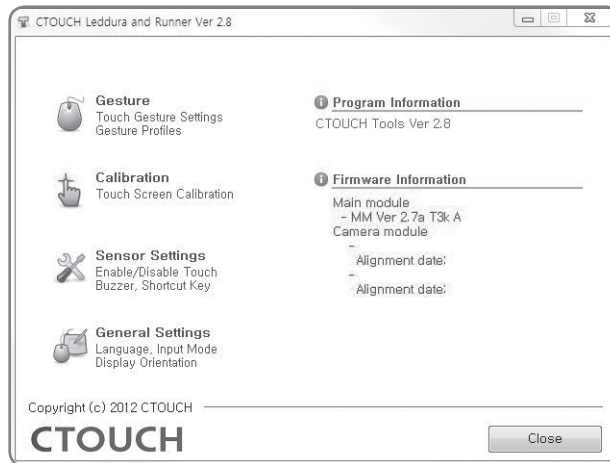 CTOUCH Leddura and Runner Ver 2.8
Gesture
Touch Gesture Settings
Gesture Profiles
Calibration
Touch Screen Calibration
Sensor Settings
Enable/Disable Touch
Buzzer, Shortcut Key
General Settings
Language, Input Mode
Display Orientation
Program Information
CTOUCH Tools Ver 2.8
Firmware Information
Main module
- MM Ver 2.7a T3k A
Camera module
-
Alignment date:
-
Alignment date:
Copyright (c) 2012 CTOUCH
CTOUCH
Close